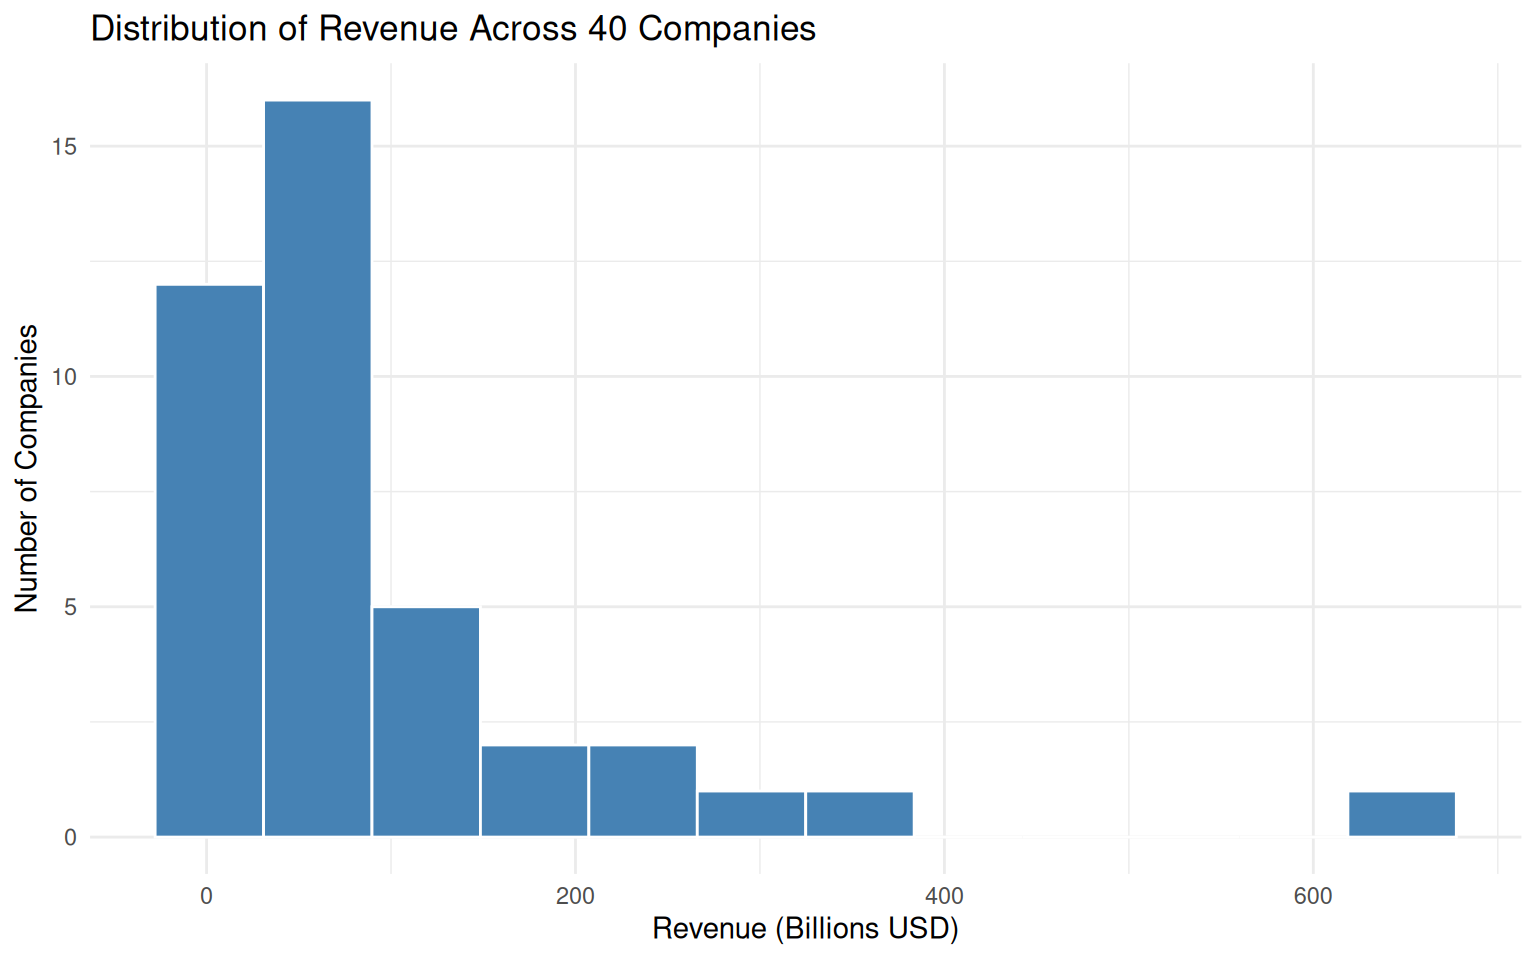 Distribution of Revenue Across 40 Companies
Number of Companies
15
10
5
0
0 200 400 600
Revenue (Billions USD)